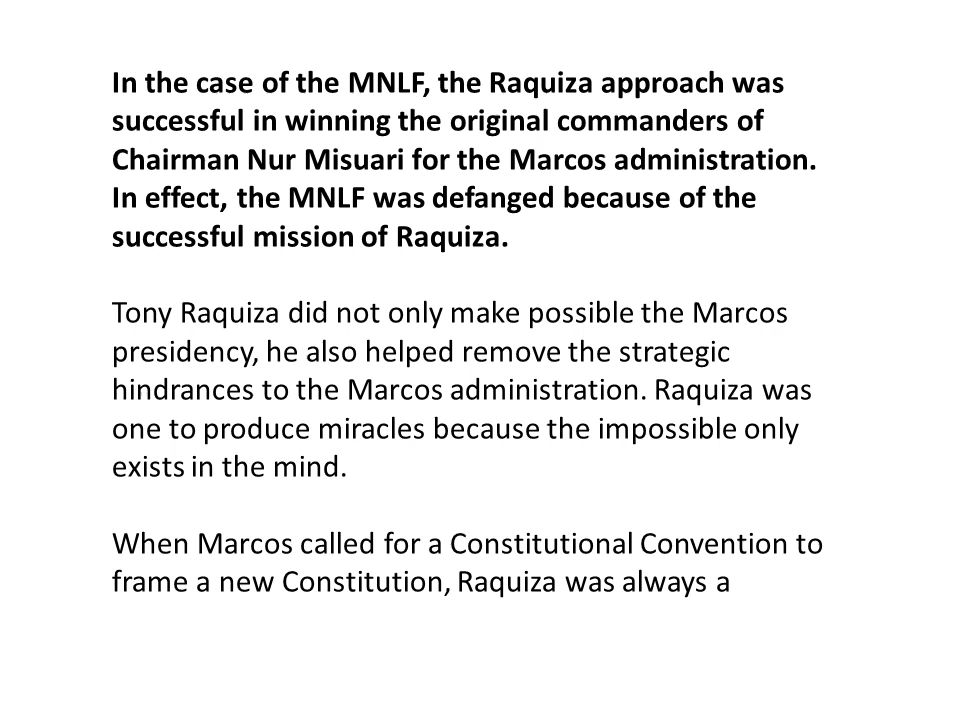 In the case of the MNLF, the Raquiza approach was
successful in winning the original commanders of
Chairman Nur Misuari for the Marcos administration.
In effect, the MNLF was defanged because of the
successful mission of Raquiza.
Tony Raquiza did not only make possible the Marcos
presidency, he also helped remove the strategic
hindrances to the Marcos administration. Raquiza was
one to produce miracles because the impossible only
exists in the mind.
When Marcos called for a Constitutional Convention to
frame a new Constitution, Raquiza was always a